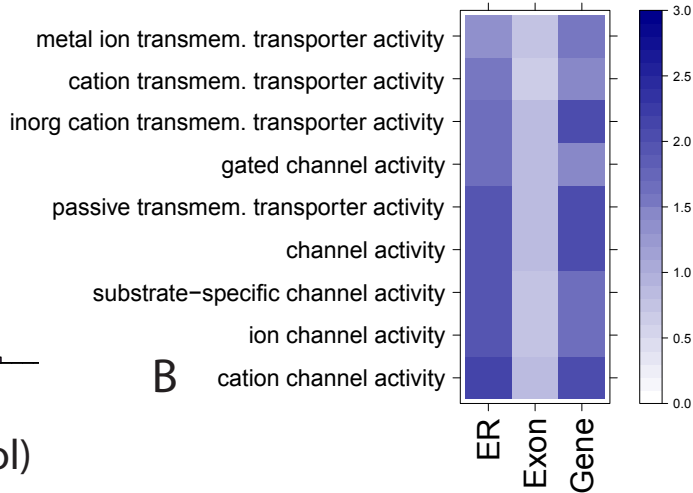 metal ion transmem. transporter activity
cation transmem. transporter activity
inorg cation transmem. transporter activity
gated channel activity
passive transmem. transporter activity
channel activity
substrate−specific channel activity
ion channel activity
cation channel activity
B
ol)
ER
Exon
Gene
3.0
2.5
2.0
1.5
1.0
0.5
0.0